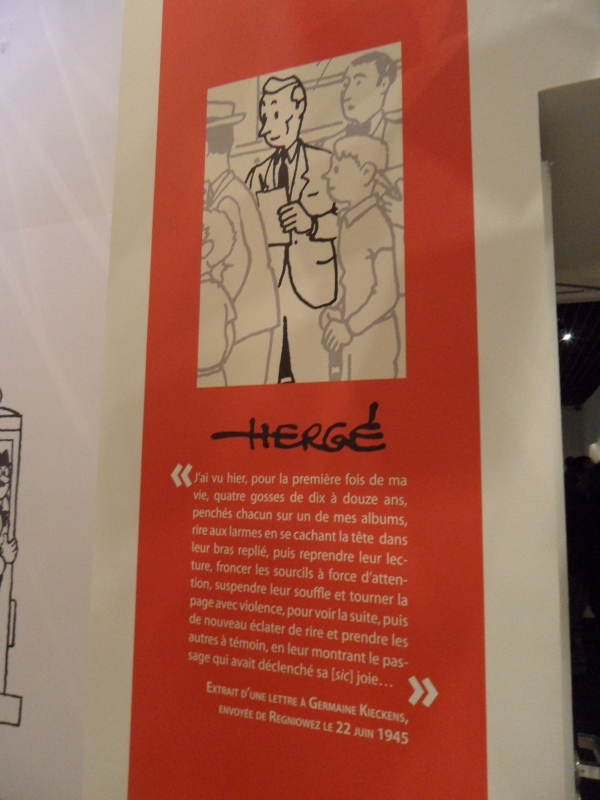 HERGÉ
« J'ai vu hier, pour la première fois de ma
vie, quatre gosses de dix à douze ans,
penchés chacun sur un de mes albums,
rire aux larmes en se cachant la tête dans
leur bras replié, puis reprendre leur lec-
ture, froncer les sourcils à force d'atten-
tion, suspendre leur souffle et tourner la
page avec violence, pour voir la suite, puis
de nouveau éclater de rire et prendre les
autres à témoin, en leur montrant le pas-
sage qui avait déclenché sa [sic] joie… »
EXTRAIT D'UNE LETTRE À GERMAINE KIECKENS,
ENVOYÉE DE REGNIOWEZ LE 22 JUIN 1945